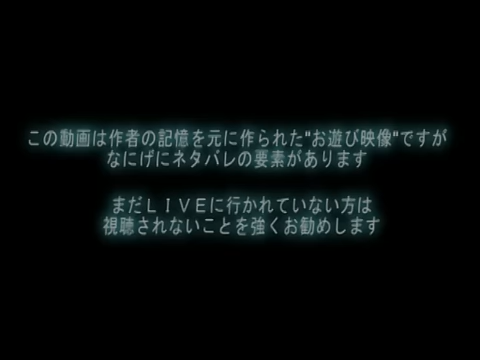 この動画は作者の記憶を元に作られた"お遊び映像"ですが
なにげにネタバレの要素があります
まだＬＩＶＥに行かれていない方は
視聴されないことを強くお勧めします